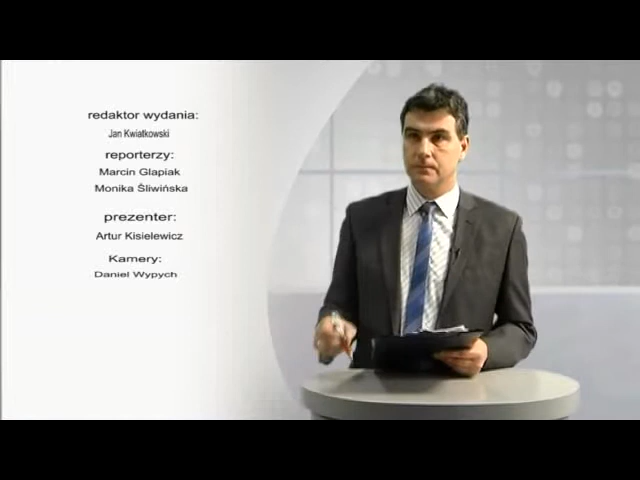 redaktor wydania:
Jan Kwiatkowski
reporterzy:
Marcin Glapiak
Monika Śliwińska
prezenter:
Artur Kisielewicz
Kamery:
Daniel Wypych